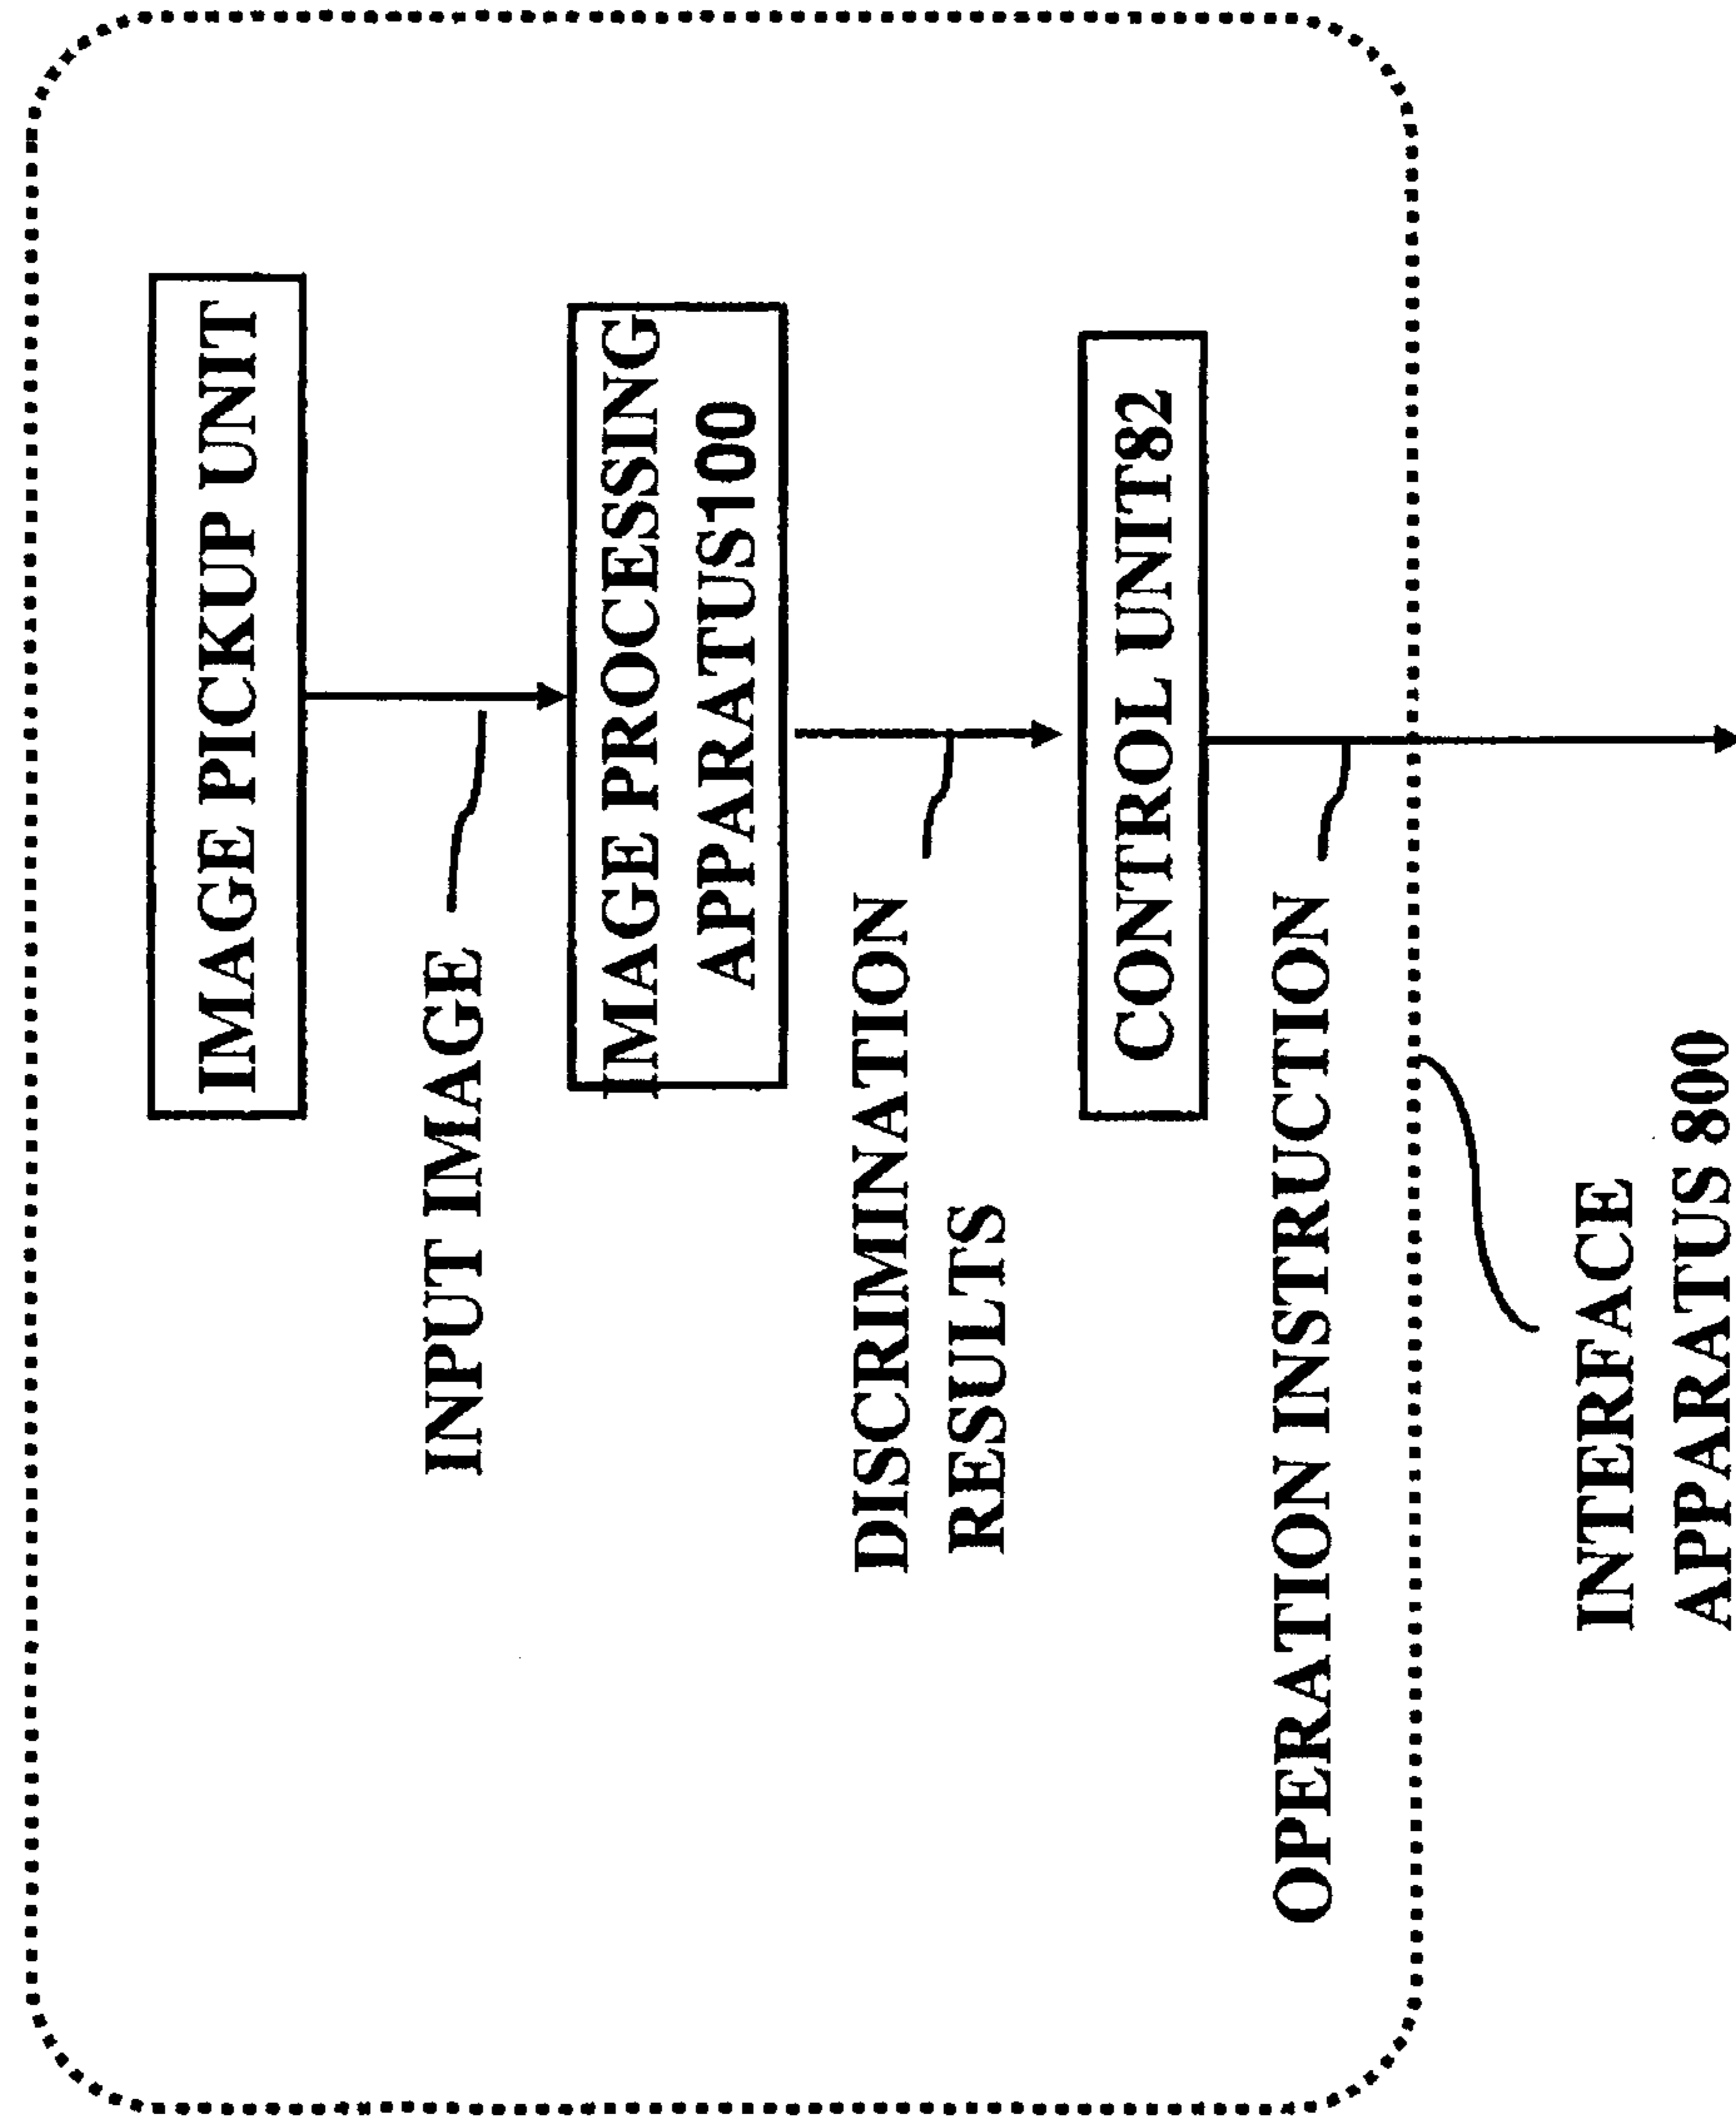 IMAGE PICKUP UNIT
INPUT IMAGE
IMAGE PROCESSING
APPARATUS100
DISCRIMINATION
RESULTS
CONTROL UNIT82
OPERATION INSTRUCTION
INTERFACE
APPARATUS 800